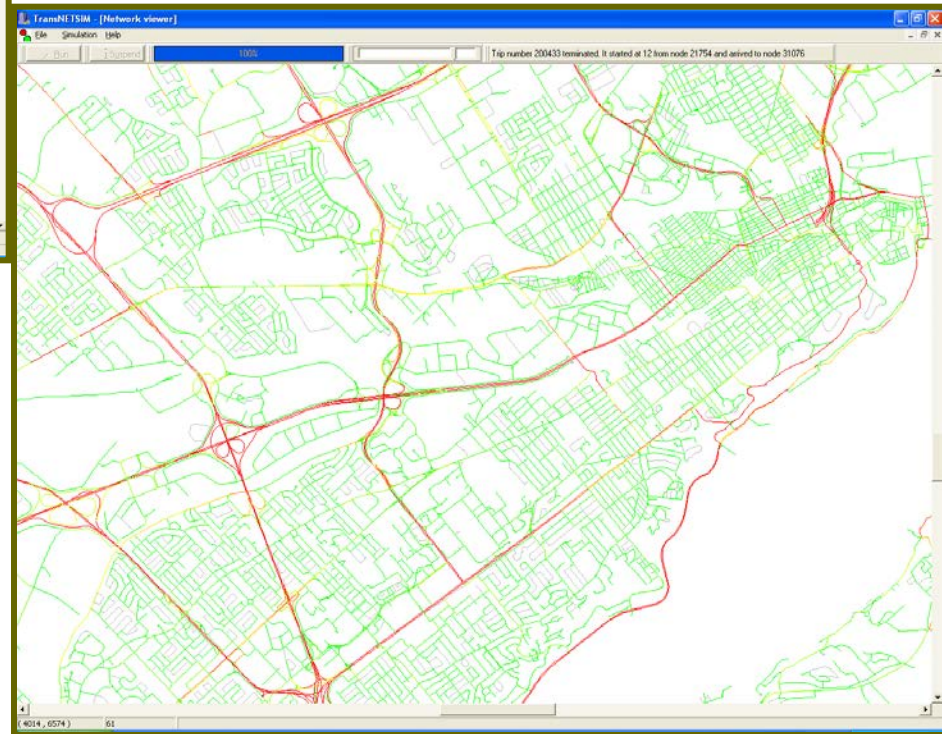 TransNETSIM - [Network viewer]
File Simulation Help
Run Suspend 100% Trip number 200433 terminated. It started at 12 from node 21754 and arrived to node 31076
( 4014 , 6574 ) 61